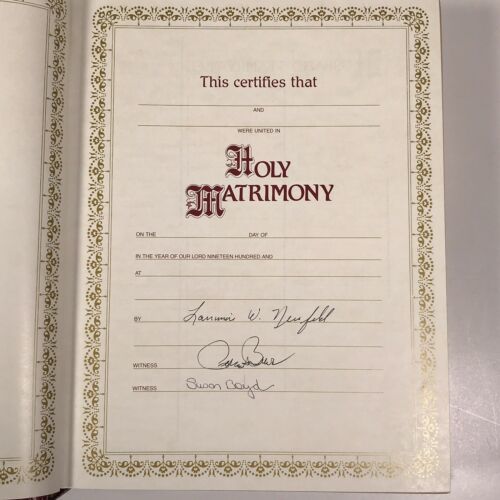 This certifies that
AND
WERE UNITED IN
HOLY
MATRIMONY
ON THE DAY OF
IN THE YEAR OF OUR LORD NINETEEN HUNDRED AND
AT
BY W. Neufeld
WITNESS
WITNESS Susan Boyd